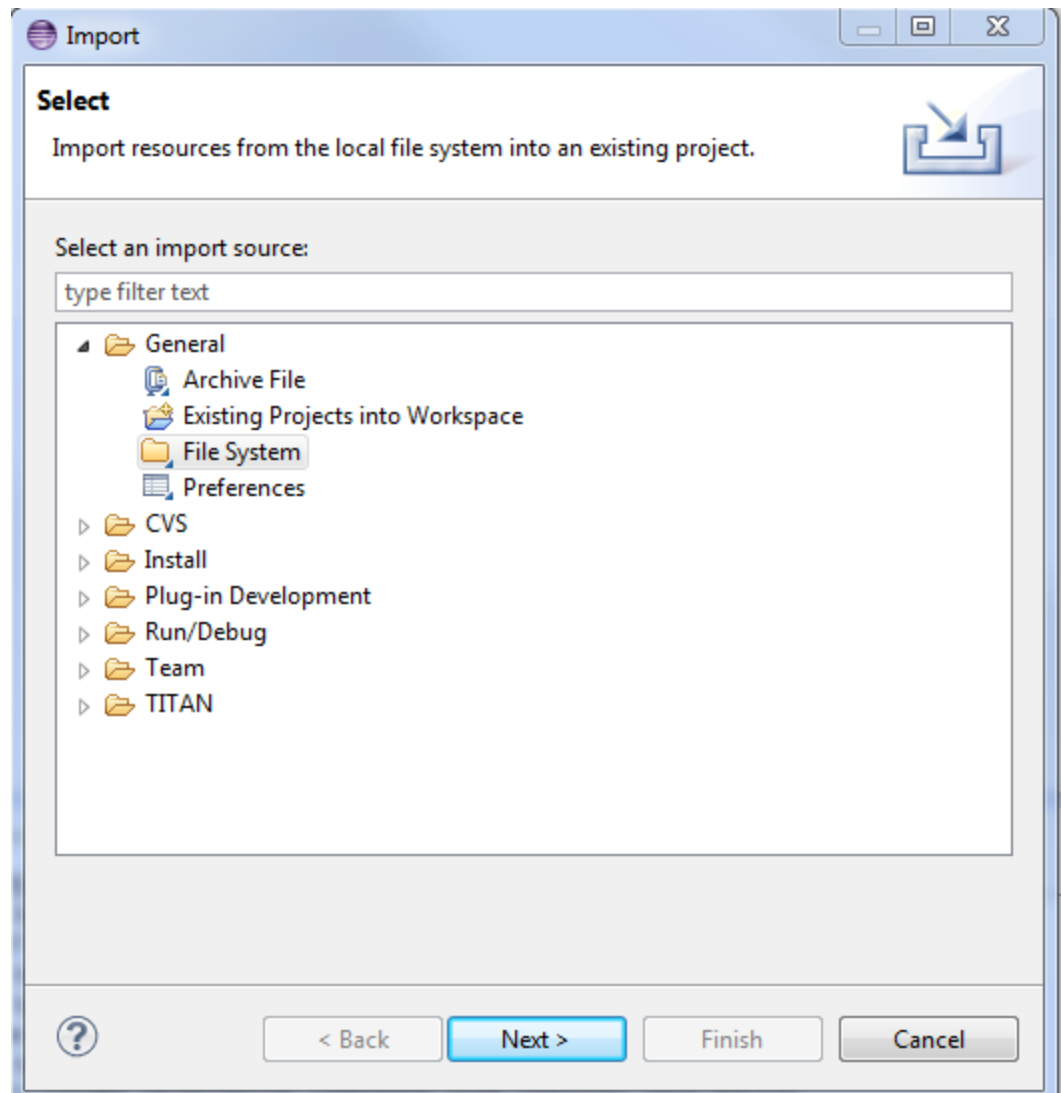 Import
Select
Import resources from the local file system into an existing project.
Select an import source:
type filter text
General
Archive File
Existing Projects into Workspace
File System
Preferences
CVS
Install
Plug-in Development
Run/Debug
Team
TITAN
? < Back Next > Finish Cancel